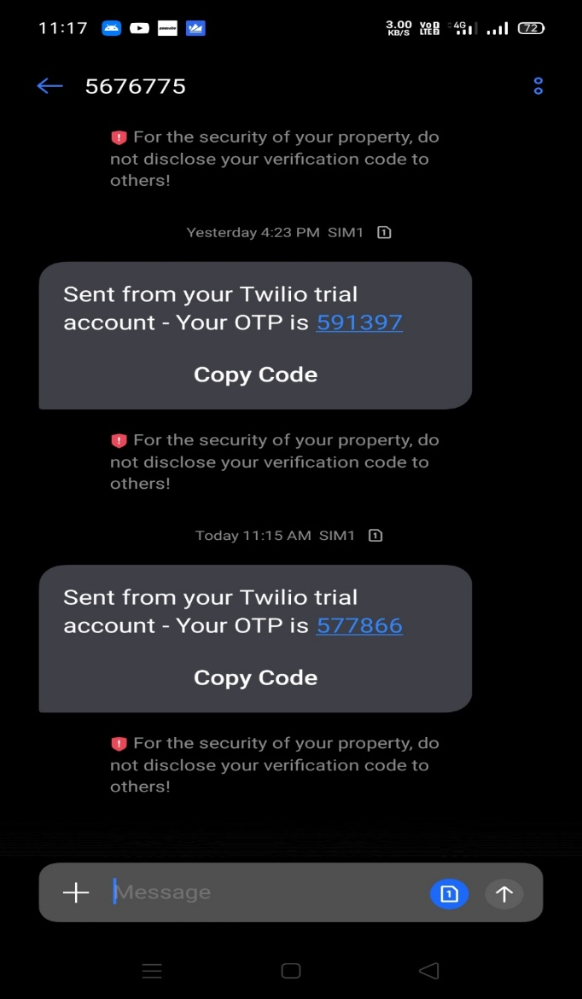 11:17 3.00 KB/S VoD LTE2 4G 72
5676775
For the security of your property, do
not disclose your verification code to
others!
Yesterday 4:23 PM SIM1 1
Sent from your Twilio trial
account - Your OTP is 591397
Copy Code
For the security of your property, do
not disclose your verification code to
others!
Today 11:15 AM SIM1 1
Sent from your Twilio trial
account - Your OTP is 577866
Copy Code
For the security of your property, do
not disclose your verification code to
others!
Message 1